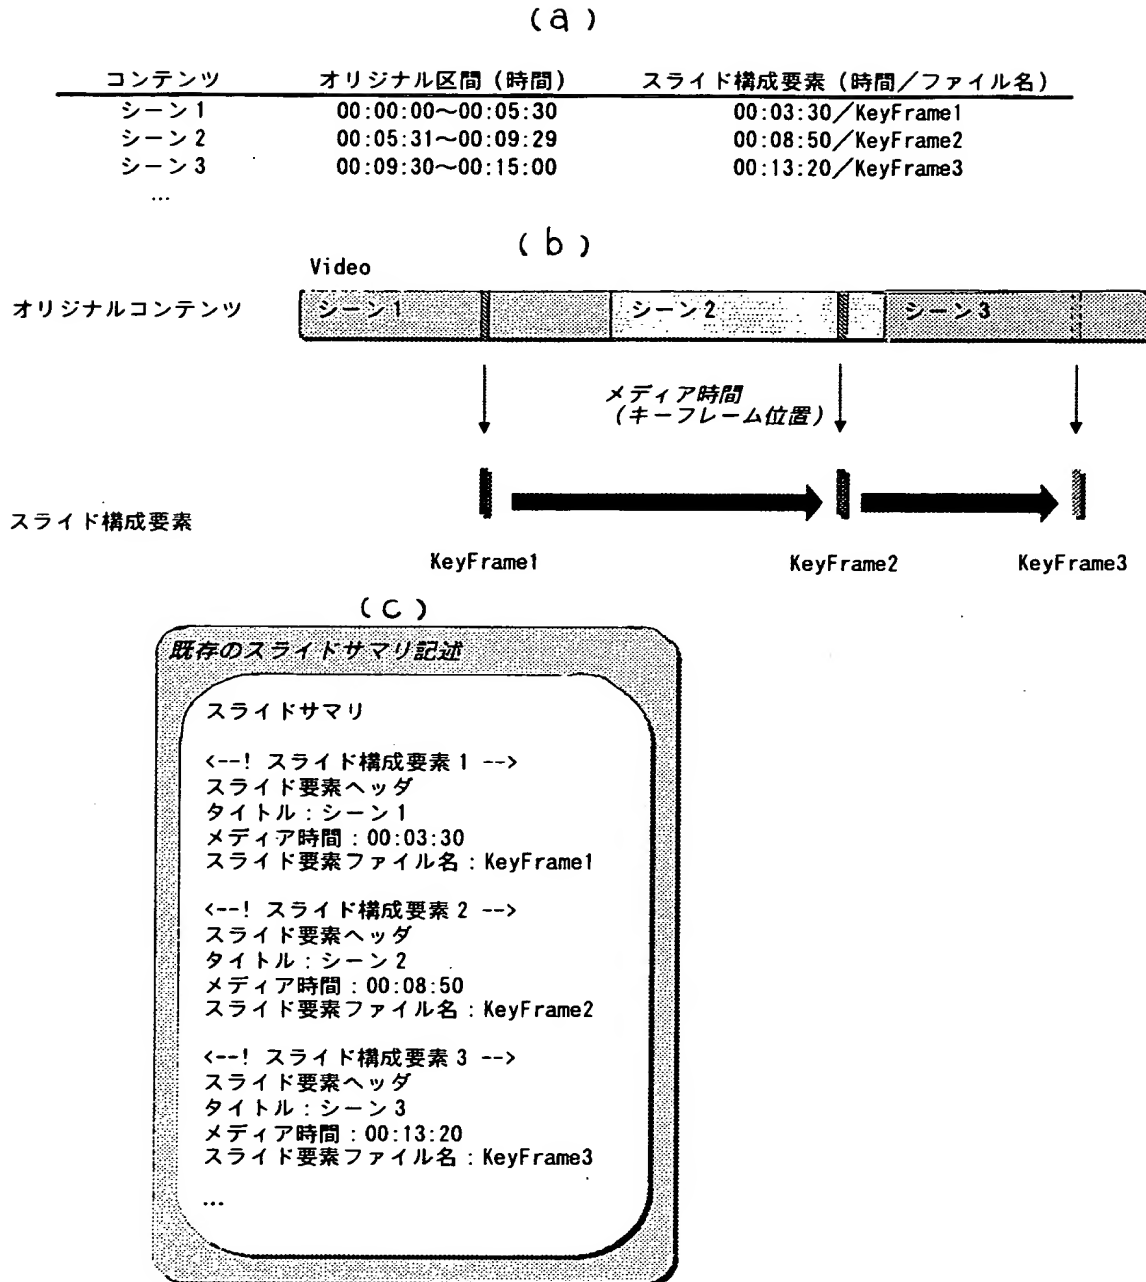 (a)
コンテンツ オリジナル区間(時間) スライド構成要素(時間/ファイル名)
シーン1 00:00:00~00:05:30 00:03:30/KeyFrame1
シーン2 00:05:31~00:09:29 00:08:50/KeyFrame2
シーン3 00:09:30~00:15:00 00:13:20/KeyFrame3
...
(b)
Video
オリジナルコンテンツ シーン1 シーン2 シーン3
メディア時間
(キーフレーム位置)
スライド構成要素
KeyFrame1 KeyFrame2 KeyFrame3
(c)
既存のスライドサマリ記述
スライドサマリ
<--! スライド構成要素1 -->
スライド要素ヘッダ
タイトル:シーン1
メディア時間:00:03:30
スライド要素ファイル名:KeyFrame1
<--! スライド構成要素2 -->
スライド要素ヘッダ
タイトル:シーン2
メディア時間:00:08:50
スライド要素ファイル名:KeyFrame2
<--! スライド構成要素3 -->
スライド要素ヘッダ
タイトル:シーン3
メディア時間:00:13:20
スライド要素ファイル名:KeyFrame3
...